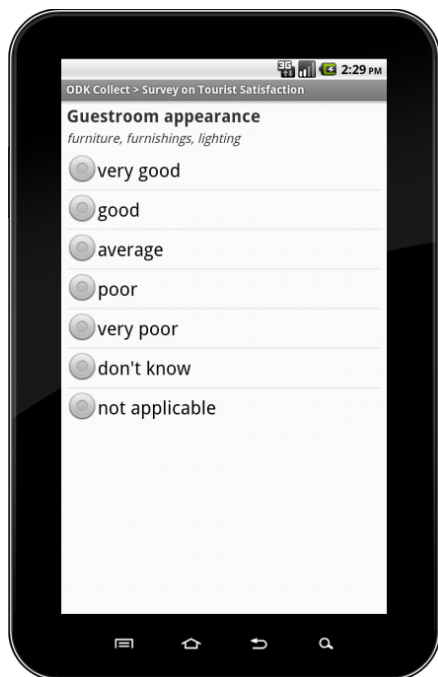 3G 2:29 PM
ODK Collect > Survey on Tourist Satisfaction
Guestroom appearance
furniture, furnishings, lighting
very good
good
average
poor
very poor
don't know
not applicable